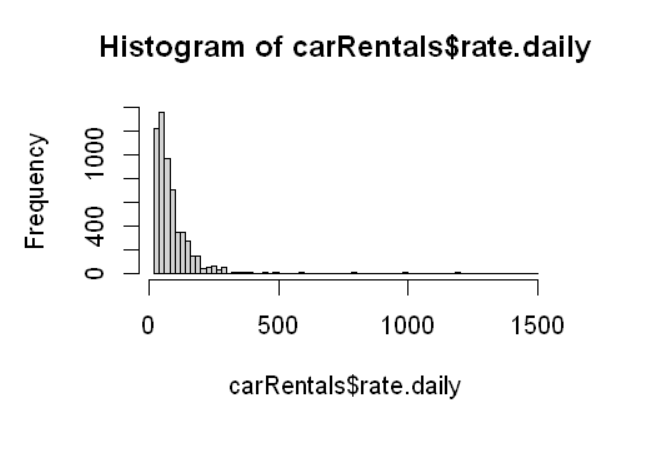 Histogram of carRentals$rate.daily
Frequency
1000
400
0
0 500 1000 1500
carRentals$rate.daily